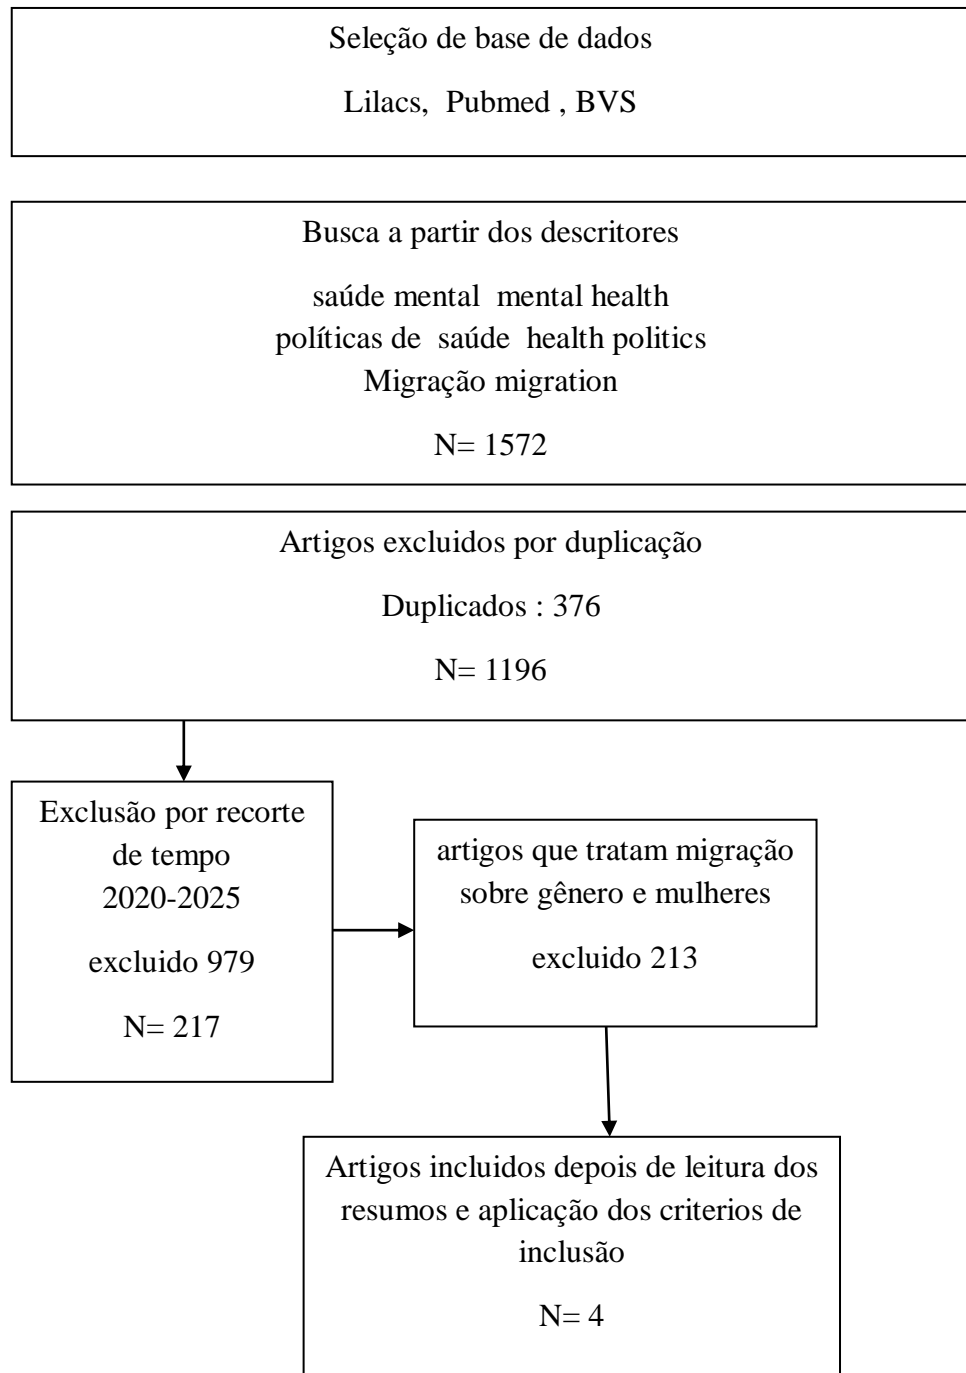 Seleção de base de dados
Lilacs, Pubmed , BVS
Busca a partir dos descritores
saúde mental mental health
políticas de saúde health politics
Migração migration
N= 1572
Artigos excluidos por duplicação
Duplicados : 376
N= 1196
Exclusão por recorte
de tempo
2020-2025
excluido 979
N= 217
artigos que tratam migração
sobre gênero e mulheres
excluido 213
Artigos incluidos depois de leitura dos
resumos e aplicação dos criterios de
inclusão
N= 4